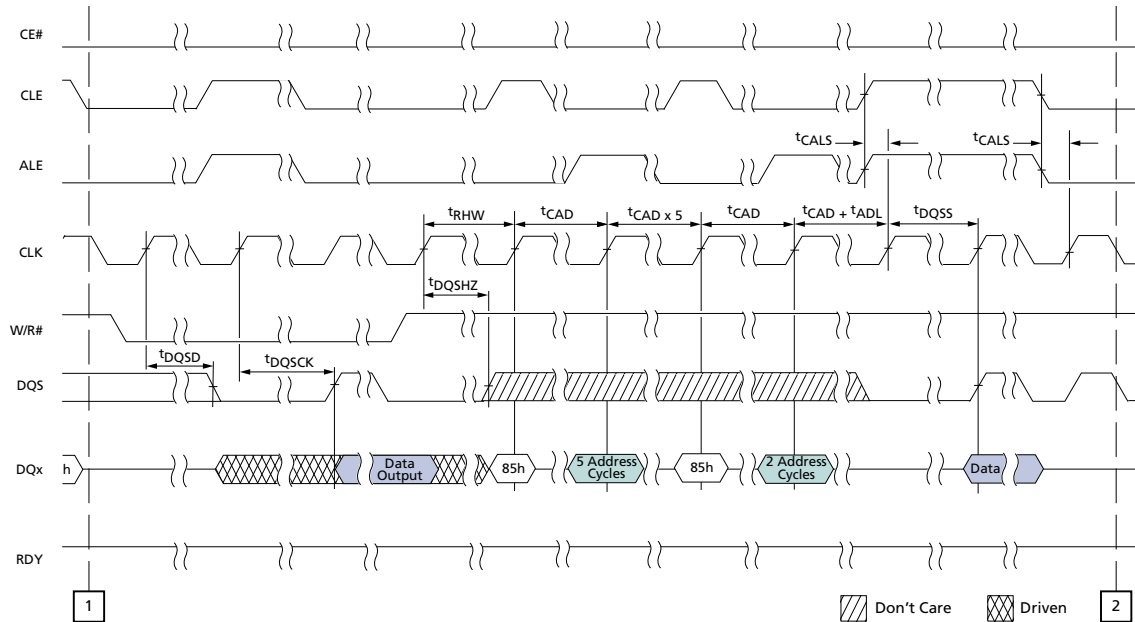 CE#
CLE
tCALS tCALS
ALE
tRHW tCAD tCAD x 5 tCAD tCAD + tADL tDQSS
CLK
tDQSHZ
W/R#
tDQSD tDQSCK
DQS
DQx h Data Output 85h 5 Address Cycles 85h 2 Address Cycles Data
RDY
1 Don't Care Driven 2